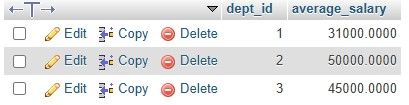 dept_id average_salary
Edit Copy Delete 1 31000.0000
Edit Copy Delete 2 50000.0000
Edit Copy Delete 3 45000.0000